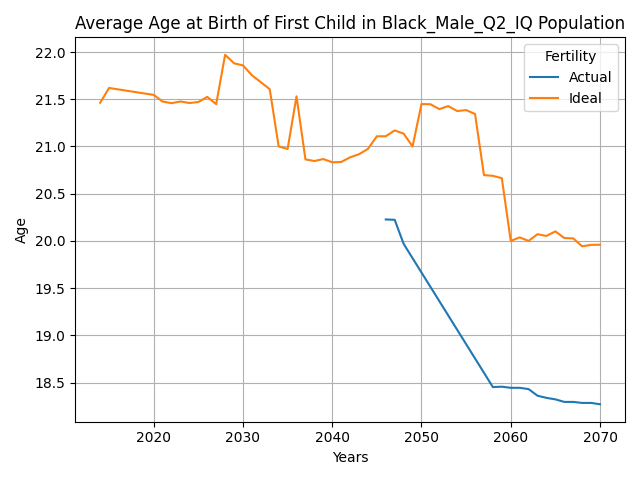 Average Age at Birth of First Child in Black_Male_Q2_IQ Population
Fertility
Actual
Ideal
Age
22.0
21.5
21.0
20.5
20.0
19.5
19.0
18.5
2020 2030 2040 2050 2060 2070
Years